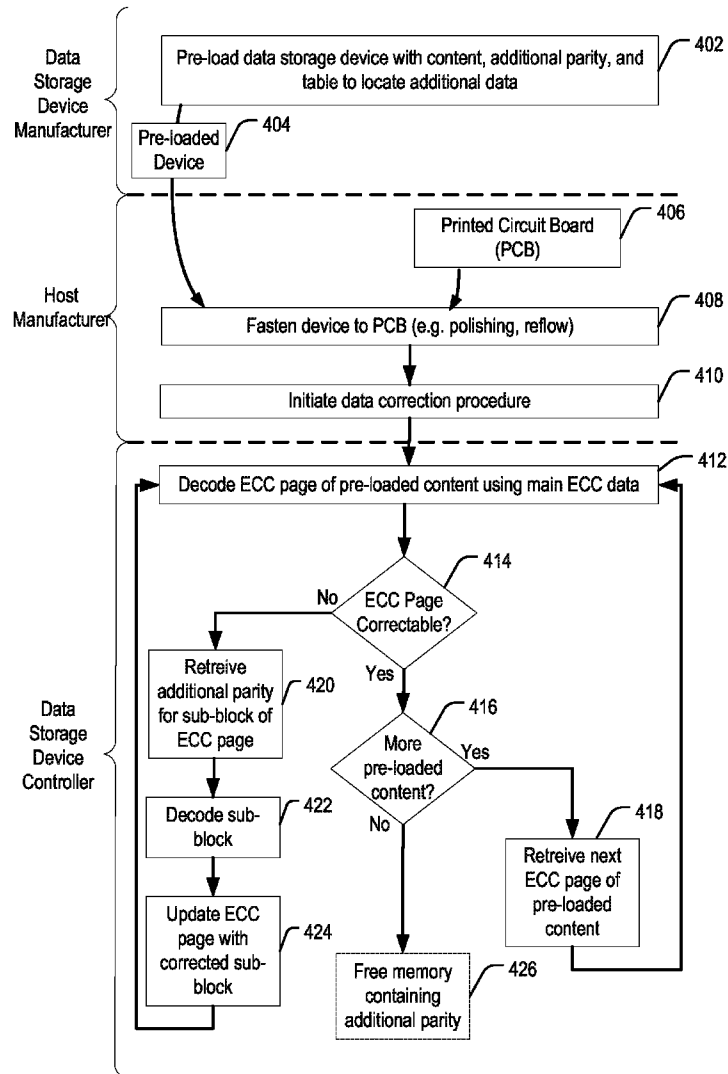 Data
Storage
Device
Manufacturer
Pre-load data storage device with content, additional parity, and
table to locate additional data
402
404
Pre-loaded
Device
Host
Manufacturer
Printed Circuit Board
(PCB)
406
Fasten device to PCB (e.g. polishing, reflow)
408
Initiate data correction procedure
410
Data
Storage
Device
Controller
Decode ECC page of pre-loaded content using main ECC data
412
ECC Page
Correctable?
414
No
Yes
Retreive
additional parity
for sub-block of
ECC page
420
More
pre-loaded
content?
416
Yes
No
Decode sub-
block
422
Retreive next
ECC page of
pre-loaded
content
418
Update ECC
page with
corrected sub-
block
424
Free memory
containing
additional parity
426